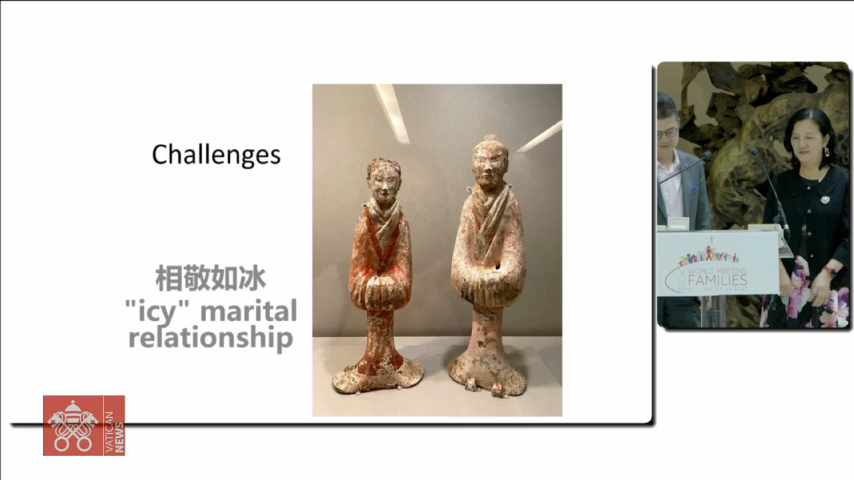 Challenges
相敬如冰
"icy" marital
relationship
WORLD MEETING
FAMILIES
VATICAN
NEWS